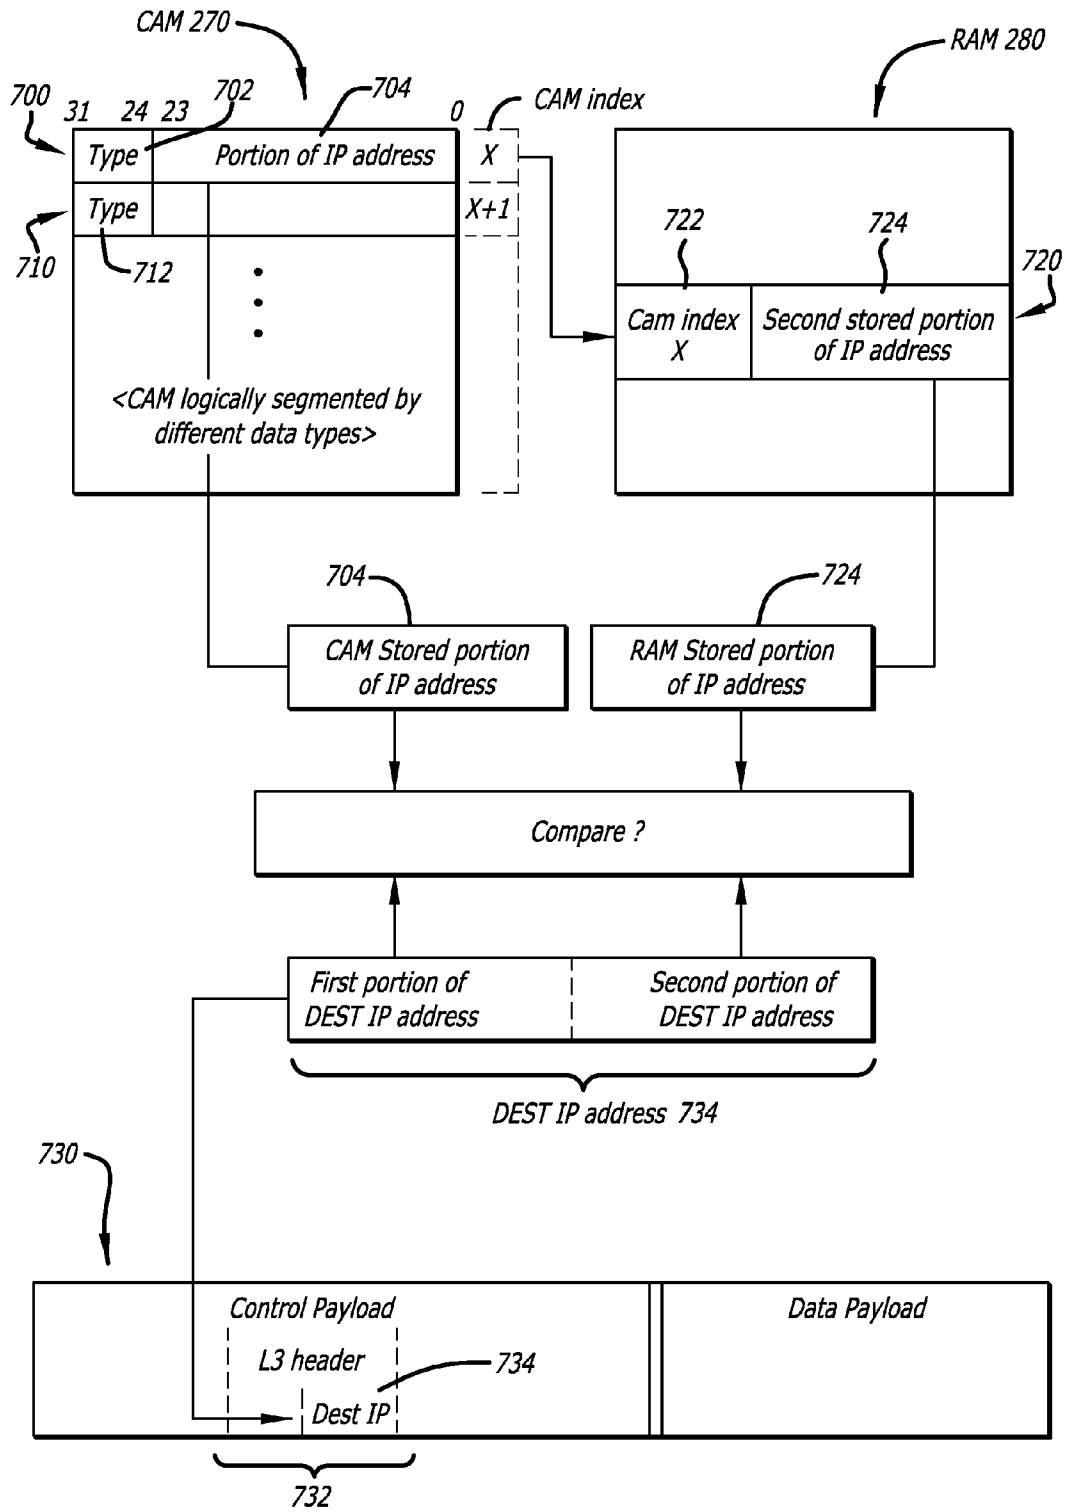 CAM 270
RAM 280
700
31
24
23
702
704
0
CAM index
Type
Portion of IP address
X
710
Type
X+1
712
722
724
720
Cam index
X
Second stored portion
of IP address
<CAM logically segmented by
different data types>
704
724
CAM Stored portion
of IP address
RAM Stored portion
of IP address
Compare ?
First portion of
DEST IP address
Second portion of
DEST IP address
DEST IP address 734
730
Control Payload
Data Payload
L3 header
734
Dest IP
732